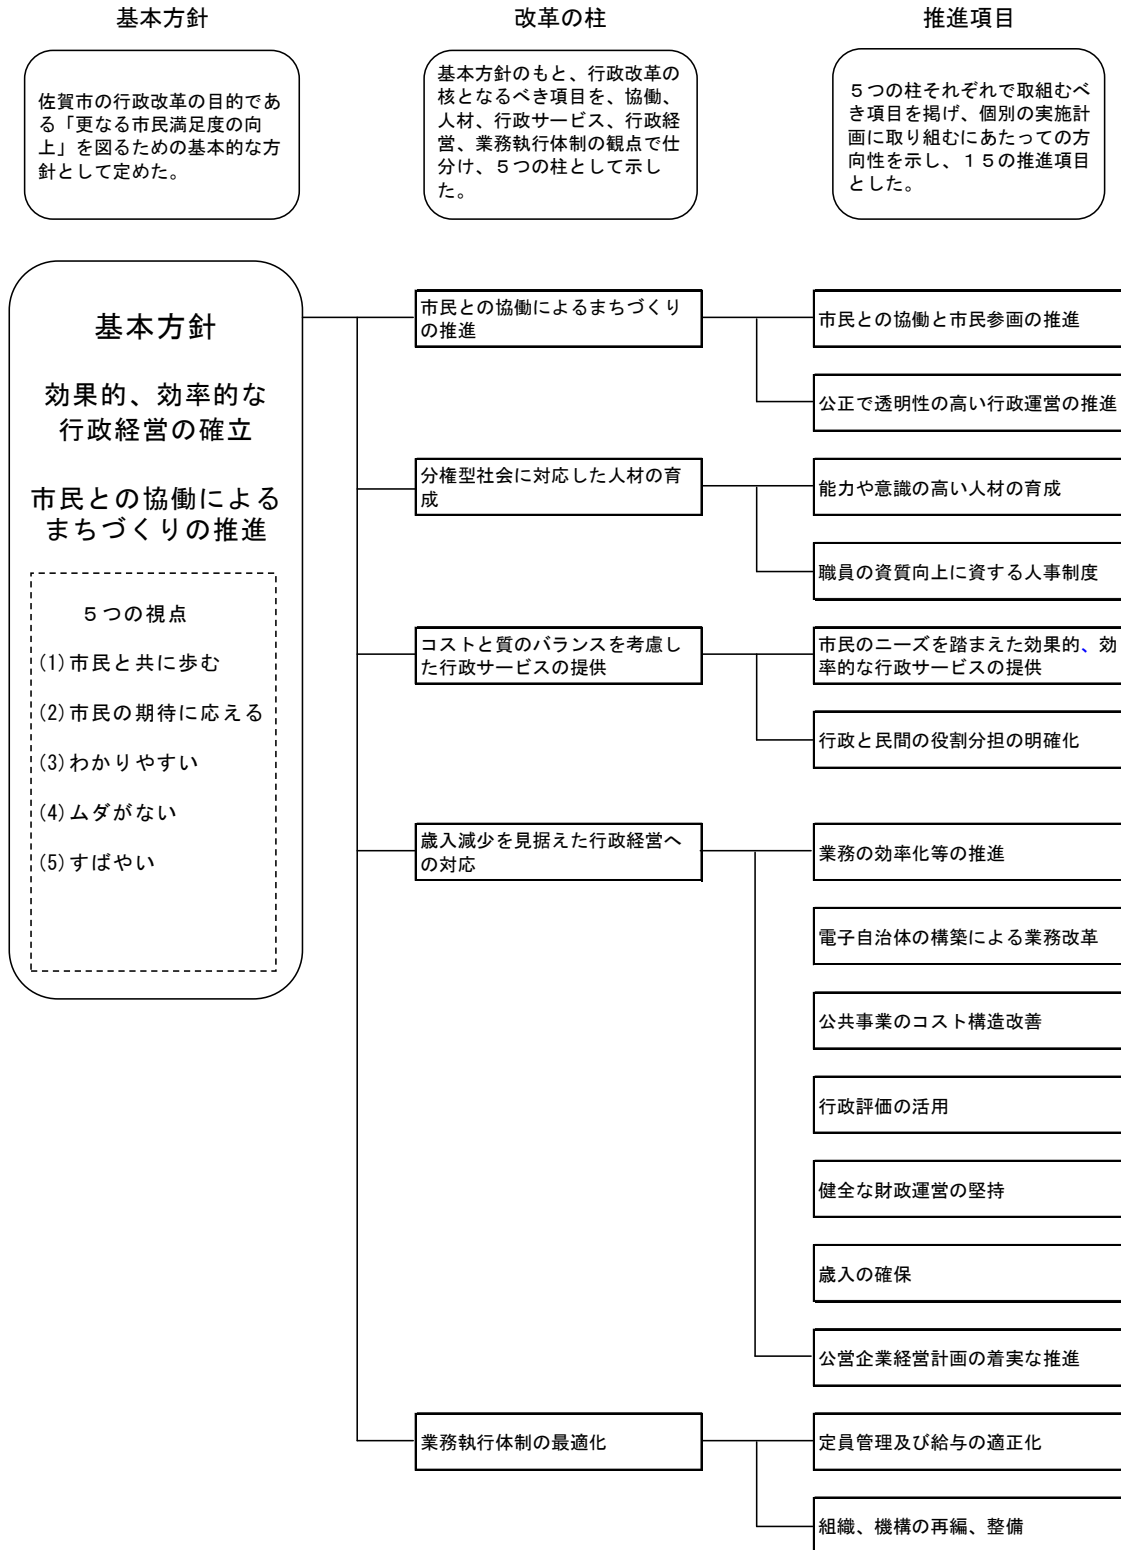 基本方針
改革の柱
推進項目
佐賀市の行政改革の目的であ
る「更なる市民満足度の向
上」を図るための基本的な方
針として定めた。
基本方針のもと、行政改革の
核となるべき項目を、協働、
人材、行政サービス、行政経
営、業務執行体制の観点で仕
分け、５つの柱として示し
た。
５つの柱それぞれで取組むべ
き項目を掲げ、個別の実施計
画に取り組むにあたっての方
向性を示し、１５の推進項目
とした。
基本方針
効果的、効率的な
行政経営の確立
市民との協働による
まちづくりの推進
５つの視点
(1)市民と共に歩む
(2)市民の期待に応える
(3)わかりやすい
(4)ムダがない
(5)すばやい
市民との協働によるまちづくり
の推進
市民との協働と市民参画の推進
公正で透明性の高い行政運営の推進
分権型社会に対応した人材の育
成
能力や意識の高い人材の育成
職員の資質向上に資する人事制度
コストと質のバランスを考慮し
た行政サービスの提供
市民のニーズを踏まえた効果的、効
率的な行政サービスの提供
行政と民間の役割分担の明確化
歳入減少を見据えた行政経営へ
の対応
業務の効率化等の推進
電子自治体の構築による業務改革
公共事業のコスト構造改善
行政評価の活用
健全な財政運営の堅持
歳入の確保
公営企業経営計画の着実な推進
業務執行体制の最適化
定員管理及び給与の適正化
組織、機構の再編、整備